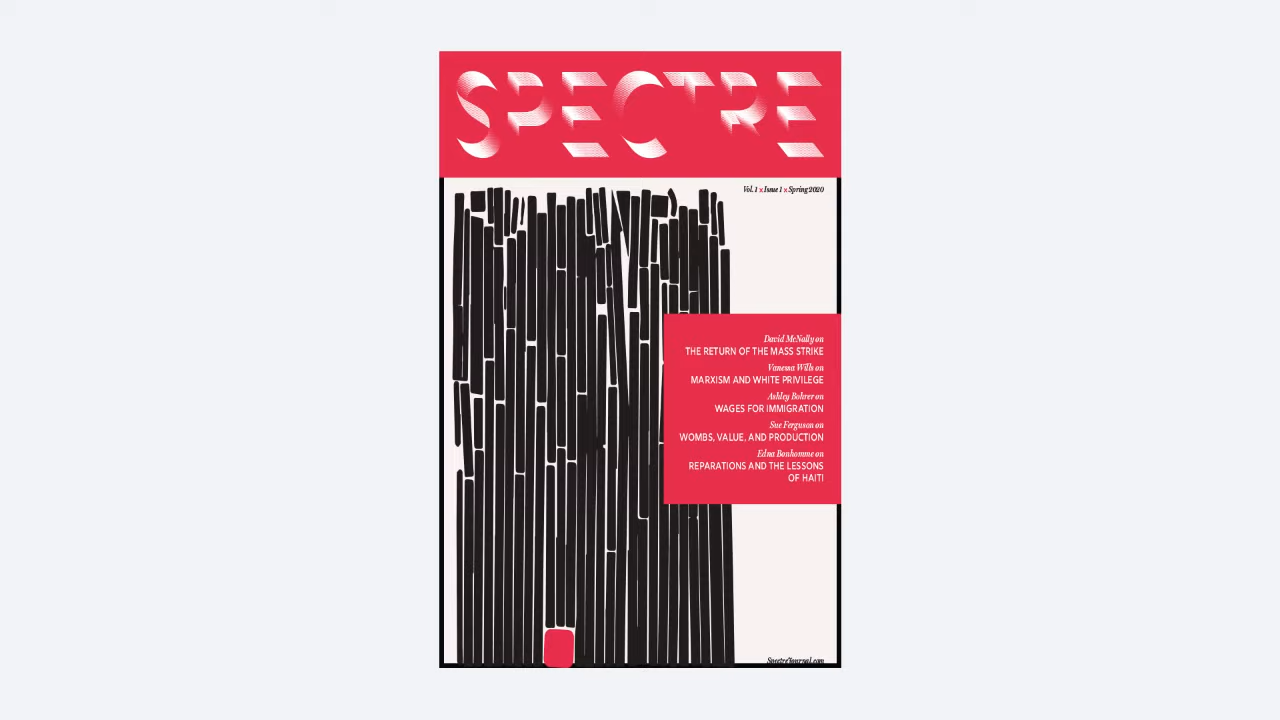 SPECTRE
Vol. 1 x Issue 1 x Spring 2020
David McNally on
THE RETURN OF THE MASS STRIKE
Vanessa Wills on
MARXISM AND WHITE PRIVILEGE
Ashley Bohrer on
WAGES FOR IMMIGRATION
Sue Ferguson on
WOMBS, VALUE, AND PRODUCTION
Edna Bonhomme on
REPARATIONS AND THE LESSONS
OF HAITI
SpectreJournal.com